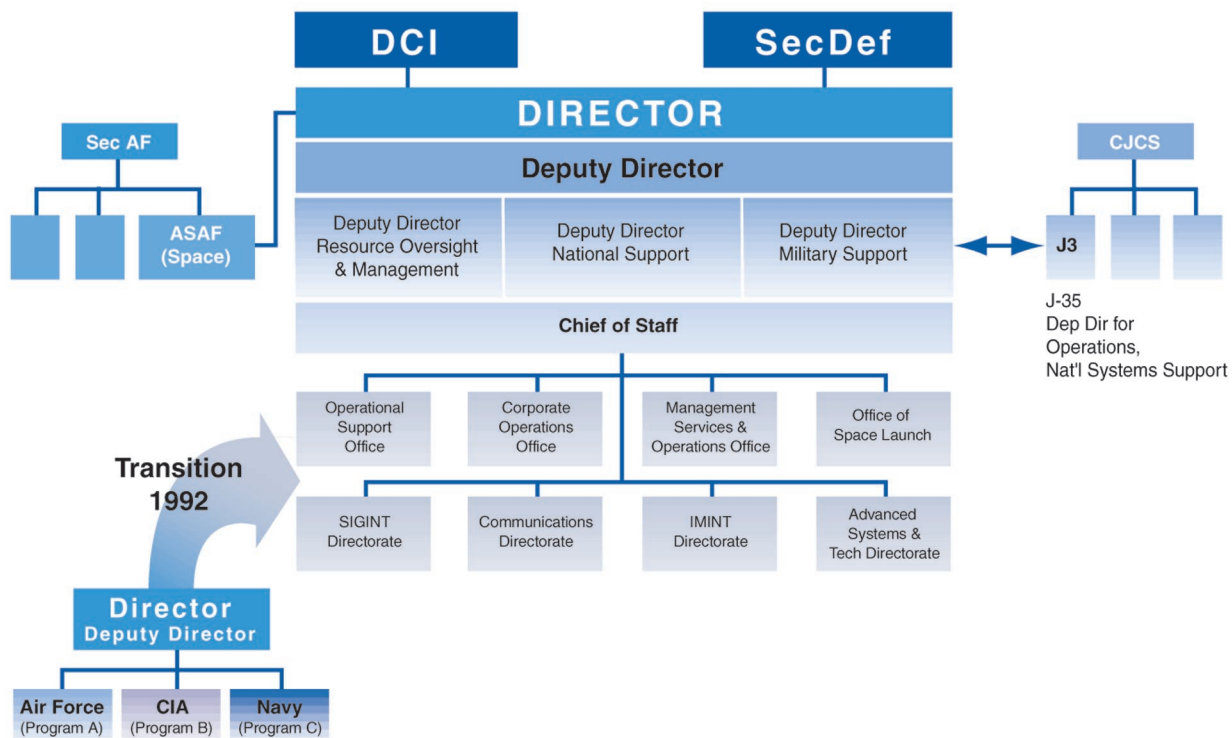 DCI
SecDef
DIRECTOR
Deputy Director
Sec AF
ASAF
(Space)
Deputy Director
Resource Oversight
& Management
Deputy Director
National Support
Deputy Director
Military Support
CJCS
J3
J-35
Dep Dir for
Operations,
Nat'l Systems Support
Chief of Staff
Operational
Support
Office
Corporate
Operations
Office
Management
Services &
Operations Office
Office of
Space Launch
SIGINT
Directorate
Communications
Directorate
IMINT
Directorate
Advanced
Systems &
Tech Directorate
Transition
1992
Director
Deputy Director
Air Force
(Program A)
CIA
(Program B)
Navy
(Program C)